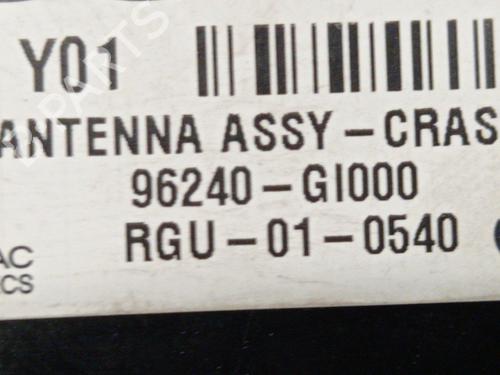 Y01
ANTENNA ASSY-CRAS
96240-GI000
RGU-01-0540
AC
CS